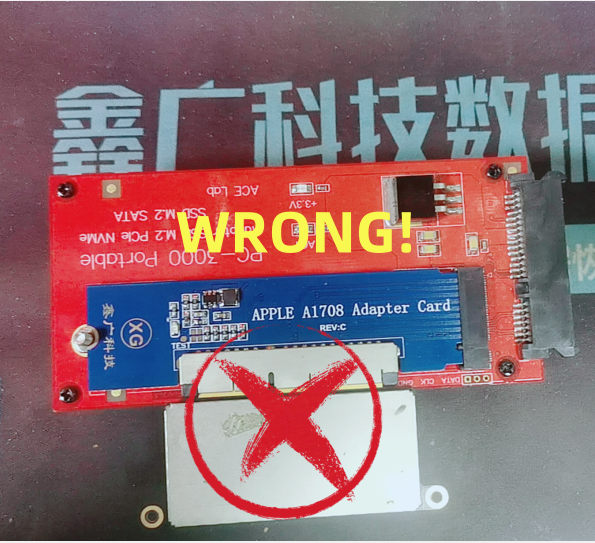 鑫广科技数据
ACE Lab
+3.3V
SSD M.2 SATA
SSD M.2 PCIe NVMe
PC-3000 Portable
WRONG!
APPLE A1708 Adapter Card
REV:C
XG
鑫广科技
TEST
DATA CLK GND